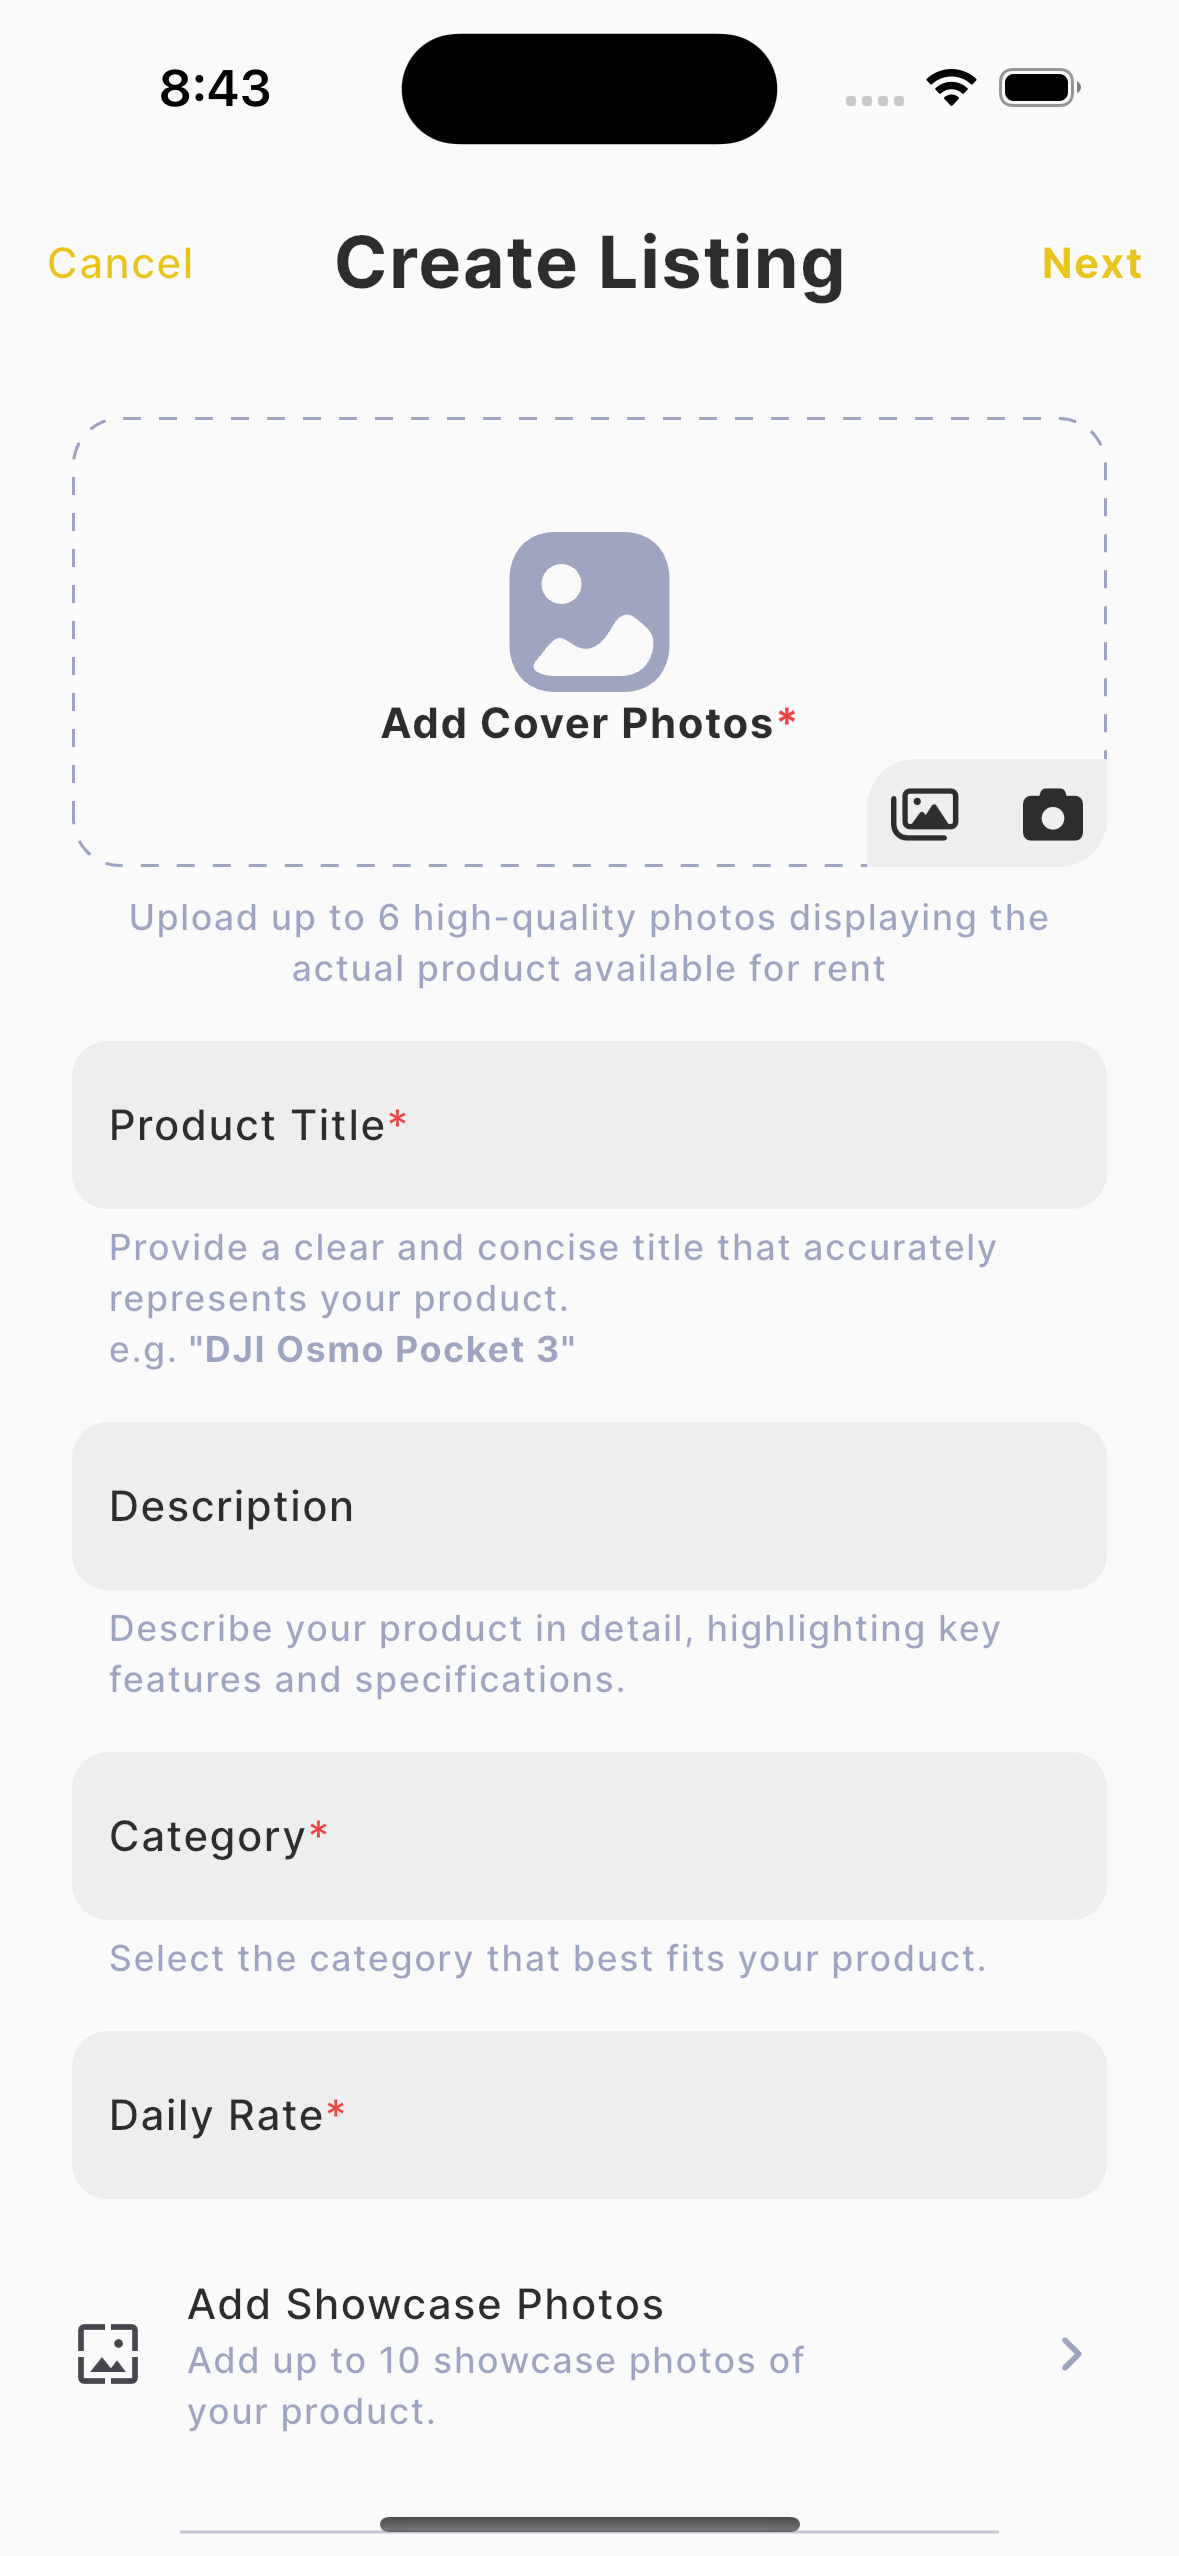 8:43
Cancel
Create Listing
Next
Add Cover Photos*
Upload up to 6 high-quality photos displaying the
actual product available for rent
Product Title*
Provide a clear and concise title that accurately
represents your product.
e.g. "DJI Osmo Pocket 3"
Description
Describe your product in detail, highlighting key
features and specifications.
Category*
Select the category that best fits your product.
Daily Rate*
Add Showcase Photos
Add up to 10 showcase photos of
your product.